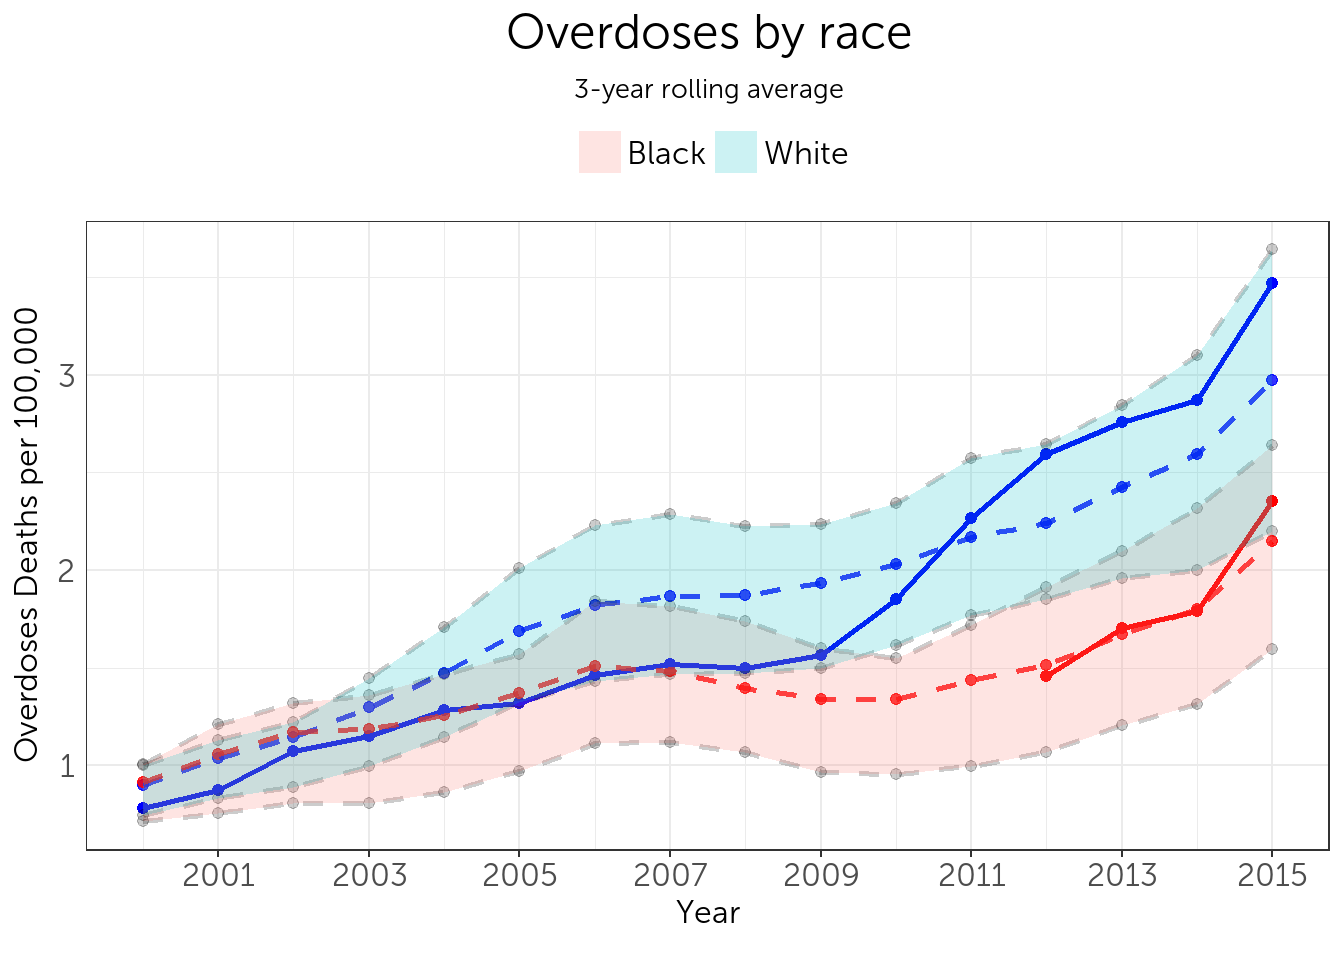 Overdoses by race
3-year rolling average
Black White
Overdoses Deaths per 100,000
3
2
1
2001 2003 2005 2007 2009 2011 2013 2015
Year